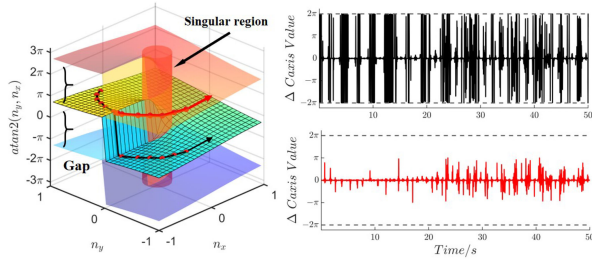 Singular region
3π
2π
π
0
-π
-2π
-3π
atan2(n_y, n_x)
Gap
1
0
-1
n_y
-1
0
1
n_x
Δ Caxis Value
2π
π
0
-π
-2π
10
20
30
40
50
Δ Caxis Value
2π
π
0
-π
-2π
10
20
30
40
50
Time/s